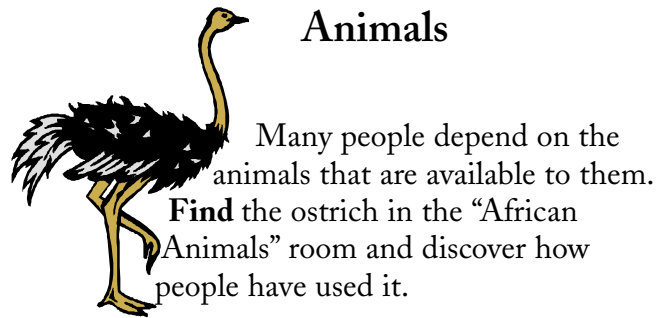 Animals
Many people depend on the
animals that are available to them.
Find the ostrich in the “African
Animals” room and discover how
people have used it.